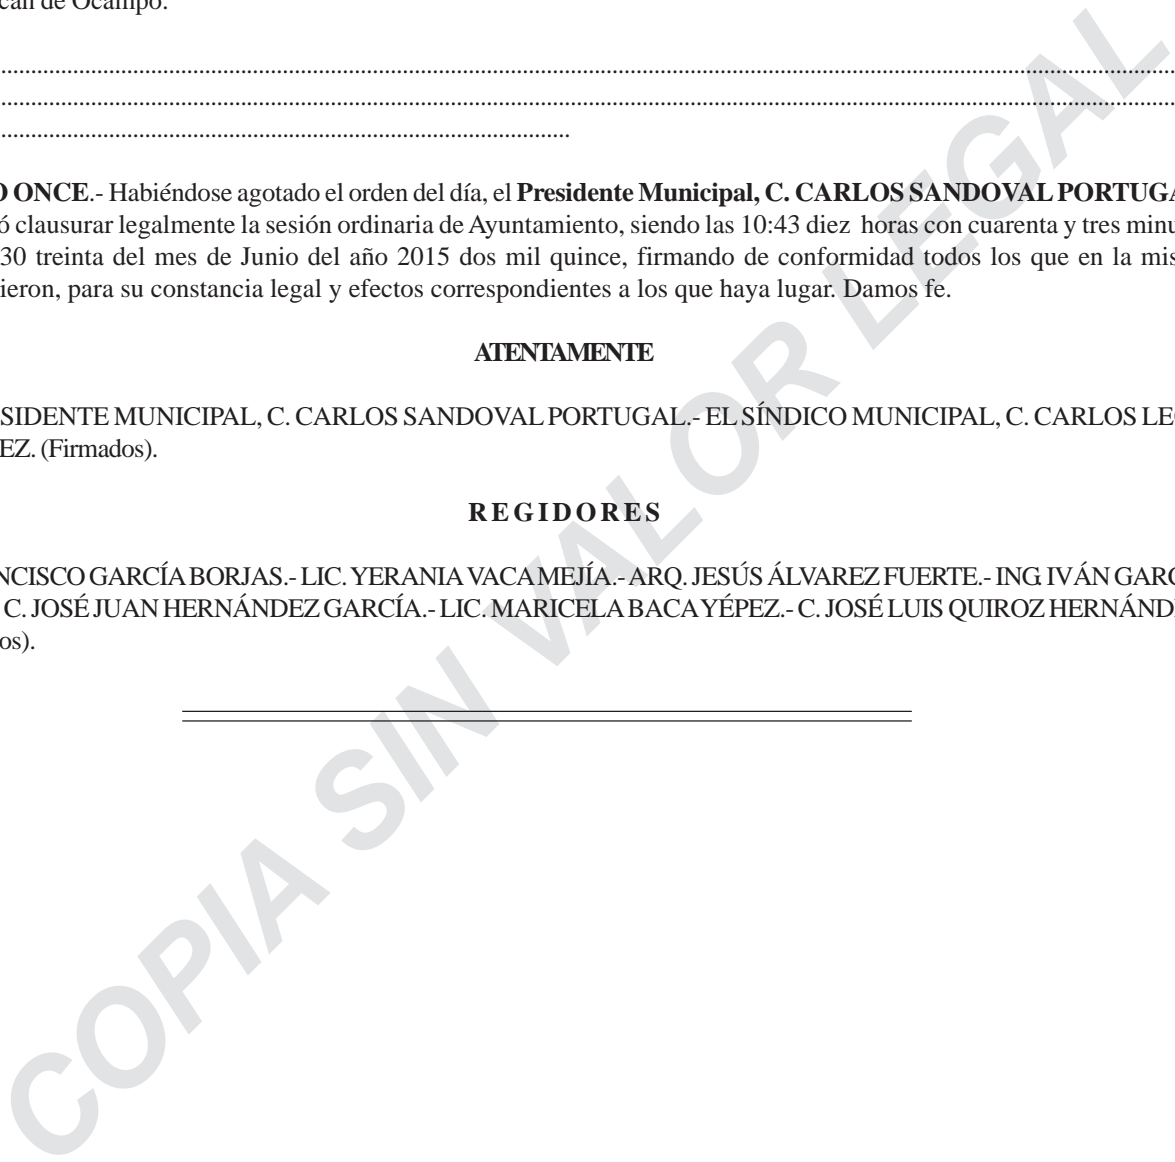 cán de Ocampo.
..........................................................................................................................................................
..........................................................................................................................................................
..........................................................................
O ONCE.- Habiéndose agotado el orden del día, el Presidente Municipal, C. CARLOS SANDOVAL PORTUGA
ó clausurar legalmente la sesión ordinaria de Ayuntamiento, siendo las 10:43 diez horas con cuarenta y tres minu
30 treinta del mes de Junio del año 2015 dos mil quince, firmando de conformidad todos los que en la mis
ieron, para su constancia legal y efectos correspondientes a los que haya lugar. Damos fe.
ATENTAMENTE
SIDENTE MUNICIPAL, C. CARLOS SANDOVAL PORTUGAL.- EL SÍNDICO MUNICIPAL, C. CARLOS LE
EZ. (Firmados).
REGIDORES
NCISCO GARCÍA BORJAS.- LIC. YERANIA VACA MEJÍA.- ARQ. JESÚS ÁLVAREZ FUERTE.- ING. IVÁN GARC
C. JOSÉ JUAN HERNÁNDEZ GARCÍA.- LIC. MARICELA BACA YÉPEZ.- C. JOSÉ LUIS QUIROZ HERNÁND
os).
COPIA SIN VALOR LEGAL